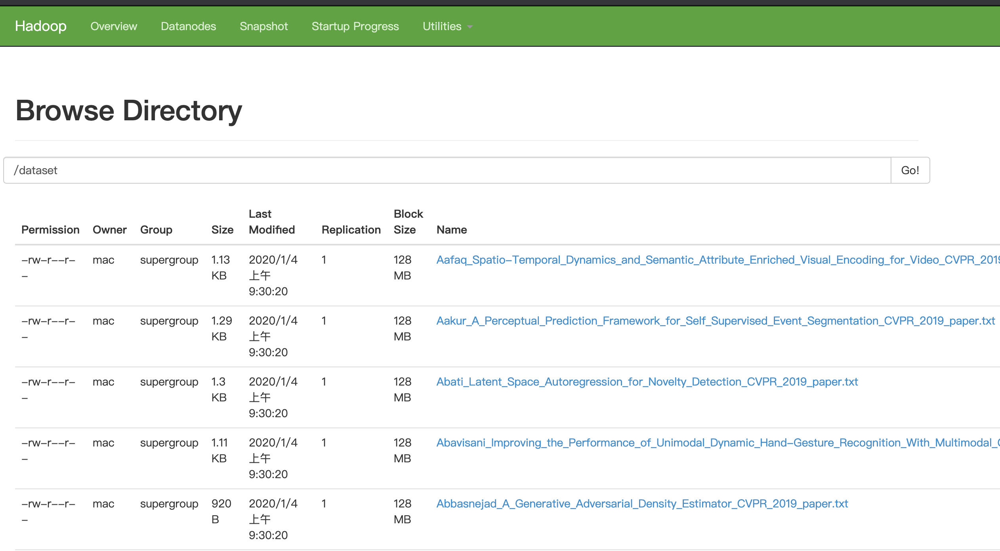 Hadoop Overview Datanodes Snapshot Startup Progress Utilities
Browse Directory
/dataset Go!
Permission Owner Group Size Last Modified Replication Block Size Name
-rw-r--r-- mac supergroup 1.13 KB 2020/1/4 上午9:30:20 1 128 MB Aafaq_Spatio-Temporal_Dynamics_and_Semantic_Attribute_Enriched_Visual_Encoding_for_Video_CVPR_2019
-rw-r--r-- mac supergroup 1.29 KB 2020/1/4 上午9:30:20 1 128 MB Aakur_A_Perceptual_Prediction_Framework_for_Self_Supervised_Event_Segmentation_CVPR_2019_paper.txt
-rw-r--r-- mac supergroup 1.3 KB 2020/1/4 上午9:30:20 1 128 MB Abati_Latent_Space_Autoregression_for_Novelty_Detection_CVPR_2019_paper.txt
-rw-r--r-- mac supergroup 1.11 KB 2020/1/4 上午9:30:20 1 128 MB Abavisani_Improving_the_Performance_of_Unimodal_Dynamic_Hand-Gesture_Recognition_With_Multimodal_
-rw-r--r-- mac supergroup 920 B 2020/1/4 上午9:30:20 1 128 MB Abbasnejad_A_Generative_Adversarial_Density_Estimator_CVPR_2019_paper.txt